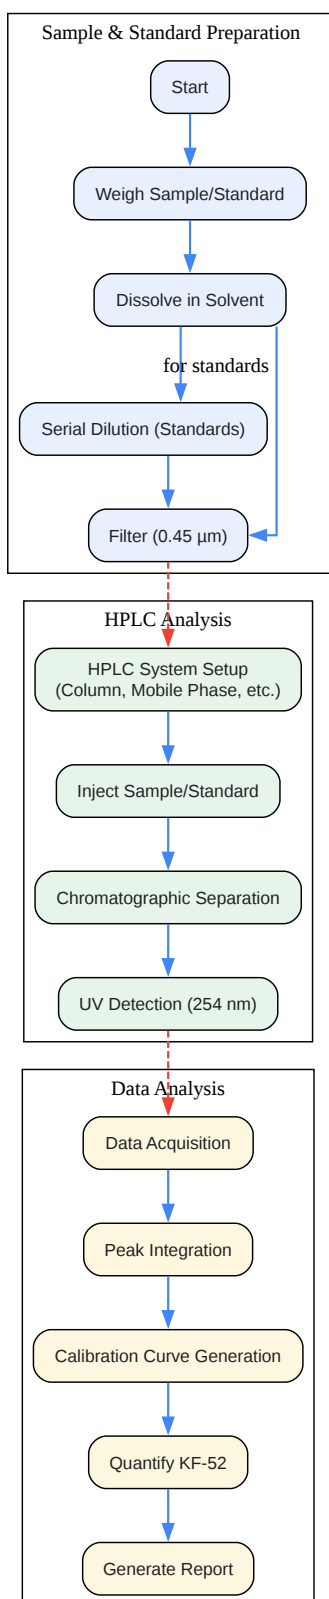 Sample & Standard Preparation
Start
Weigh Sample/Standard
Dissolve in Solvent
for standards
Serial Dilution (Standards)
Filter (0.45 µm)
HPLC Analysis
HPLC System Setup
(Column, Mobile Phase, etc.)
Inject Sample/Standard
Chromatographic Separation
UV Detection (254 nm)
Data Analysis
Data Acquisition
Peak Integration
Calibration Curve Generation
Quantify KF-52
Generate Report